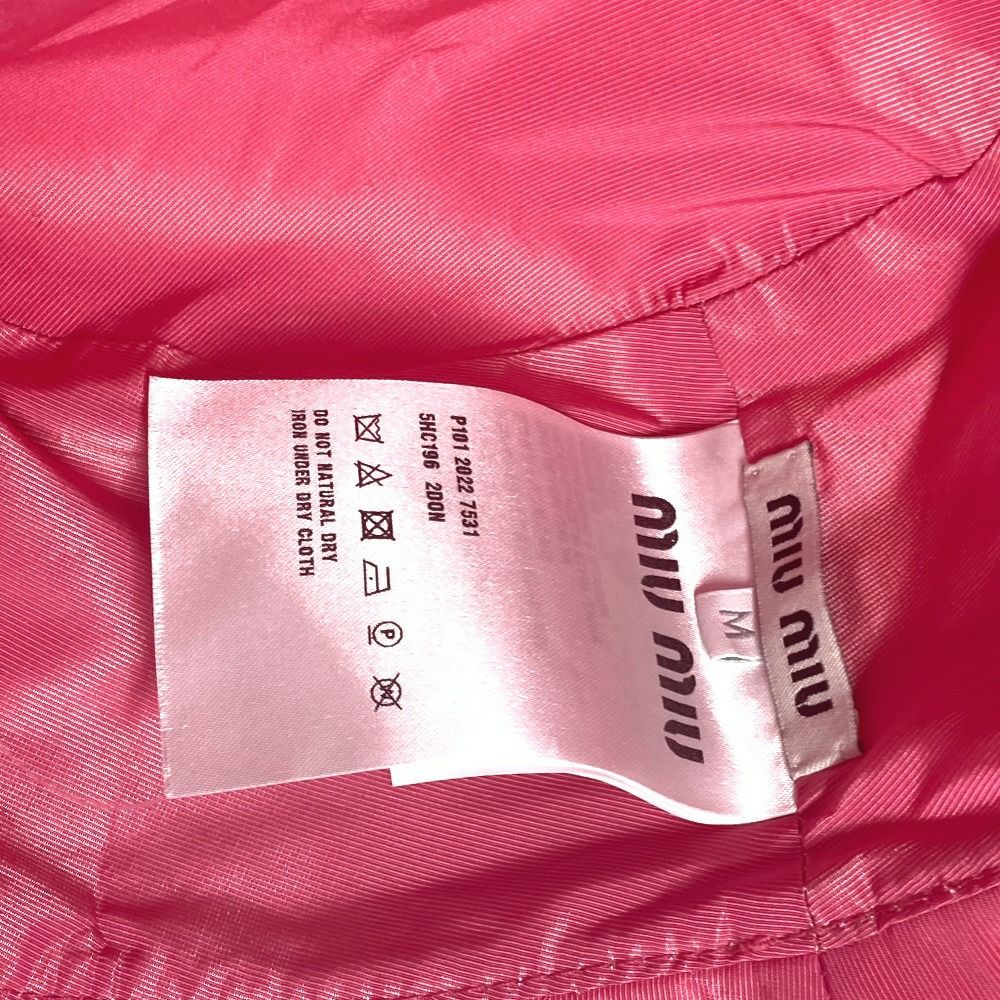 miu miu
M
miu miu
P101 2022 7531
5HC196 2D0N
P
DO NOT NATURAL DRY
IRON UNDER DRY CLOTH